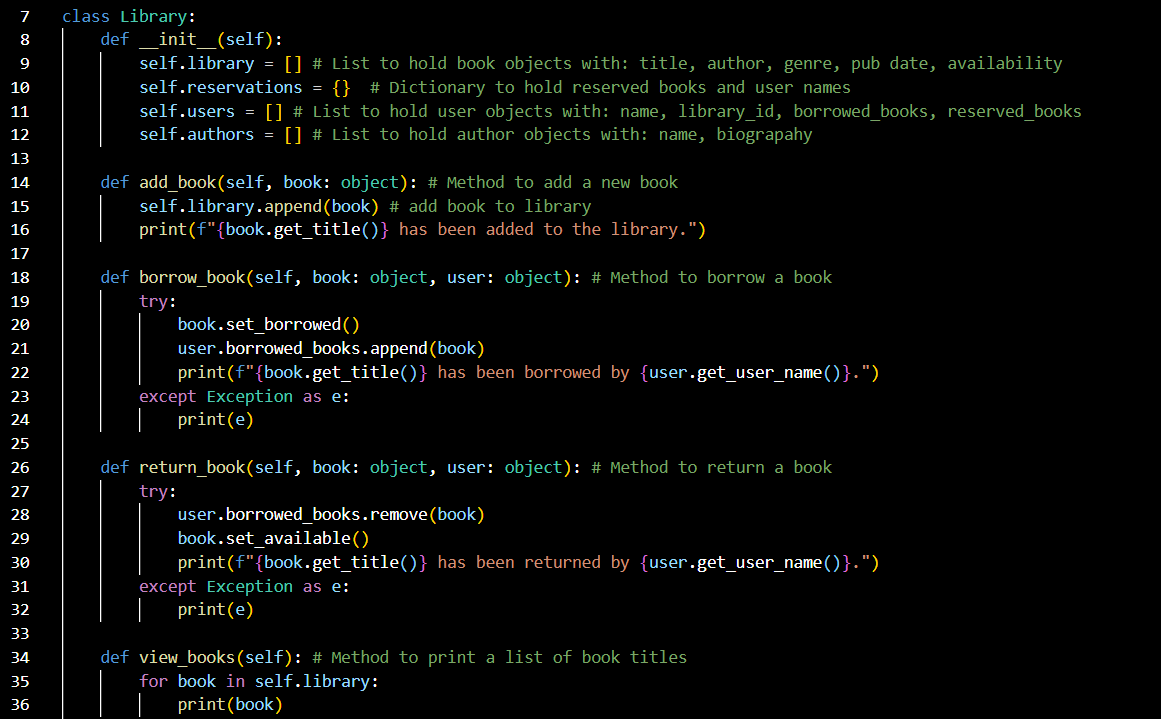 7 class Library:
8     def __init__(self):
9         self.library = [] # List to hold book objects with: title, author, genre, pub date, availability
10         self.reservations = {}  # Dictionary to hold reserved books and user names
11         self.users = [] # List to hold user objects with: name, library_id, borrowed_books, reserved_books
12         self.authors = [] # List to hold author objects with: name, biograpahy
13
14     def add_book(self, book: object): # Method to add a new book
15         self.library.append(book) # add book to library
16         print(f"{book.get_title()} has been added to the library.")
17
18     def borrow_book(self, book: object, user: object): # Method to borrow a book
19         try:
20             book.set_borrowed()
21             user.borrowed_books.append(book)
22             print(f"{book.get_title()} has been borrowed by {user.get_user_name()}.")
23         except Exception as e:
24             print(e)
25
26     def return_book(self, book: object, user: object): # Method to return a book
27         try:
28             user.borrowed_books.remove(book)
29             book.set_available()
30             print(f"{book.get_title()} has been returned by {user.get_user_name()}.")
31         except Exception as e:
32             print(e)
33
34     def view_books(self): # Method to print a list of book titles
35         for book in self.library:
36             print(book)